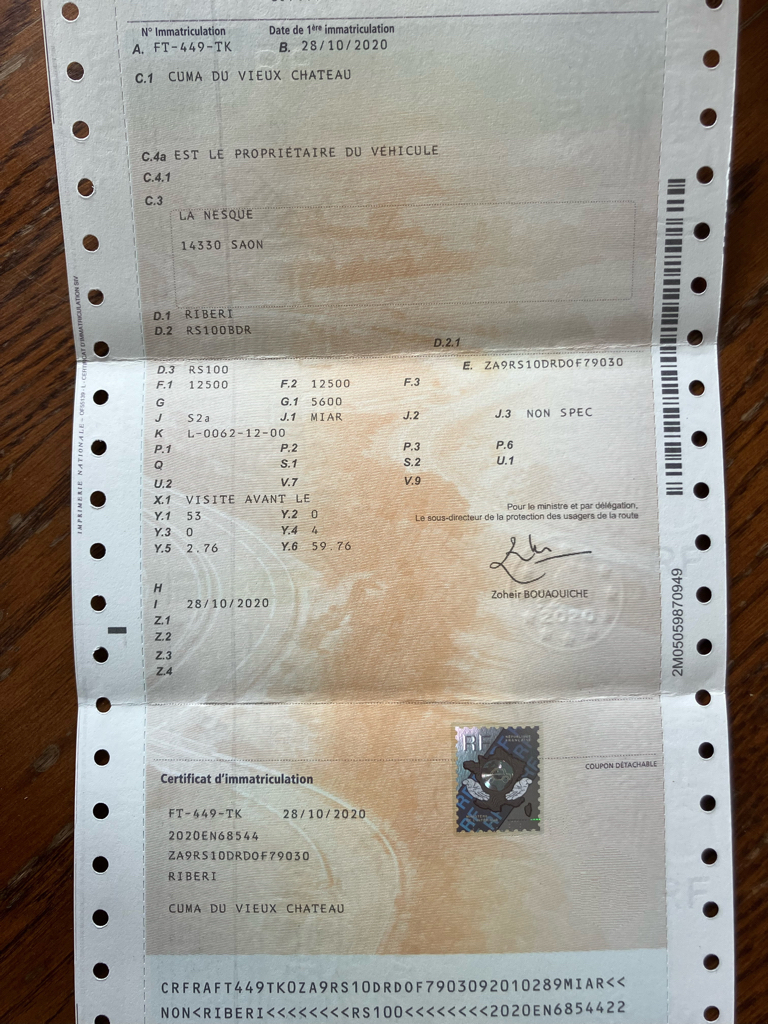 N° Immatriculation Date de 1ère immatriculation
A. FT-449-TK B. 28/10/2020
C.1 CUMA DU VIEUX CHATEAU
C.4a EST LE PROPRIÉTAIRE DU VÉHICULE
C.4.1
C.3
LA NESQUE
14330 SAON
D.1 RIBERI
D.2 RS100BDR
D.2.1
D.3 RS100 E. ZA9RS10DRDOF79030
F.1 12500 F.2 12500 F.3
G G.1 5600
J S2a J.1 MIAR J.2 J.3 NON SPEC
K L-0062-12-00
P.1 P.2 P.3 P.6
Q S.1 S.2 U.1
U.2 V.7 V.9
X.1 VISITE AVANT LE
Y.1 53 Y.2 0
Y.3 0 Y.4 4
Y.5 2.76 Y.6 59.76
Pour le ministre et par délégation,
Le sous-directeur de la protection des usagers de la route
Zoheir BOUAOUICHE
H
I 28/10/2020
Z.1
Z.2
Z.3
Z.4
2020
2M05059870949
IMPRIMERIE NATIONALE
COUPON DÉTACHABLE
Certificat d'immatriculation
FT-449-TK 28/10/2020
2020EN68544
ZA9RS10DRDOF79030
RIBERI
CUMA DU VIEUX CHATEAU
RF
RÉPUBLIQUE
FRANÇAISE
CRFRAFT449TK0ZA9RS10DRDOF7903092010289MIAR<<
NON<RIBERI<<<<<<<<RS100<<<<<<<<2020EN6854422